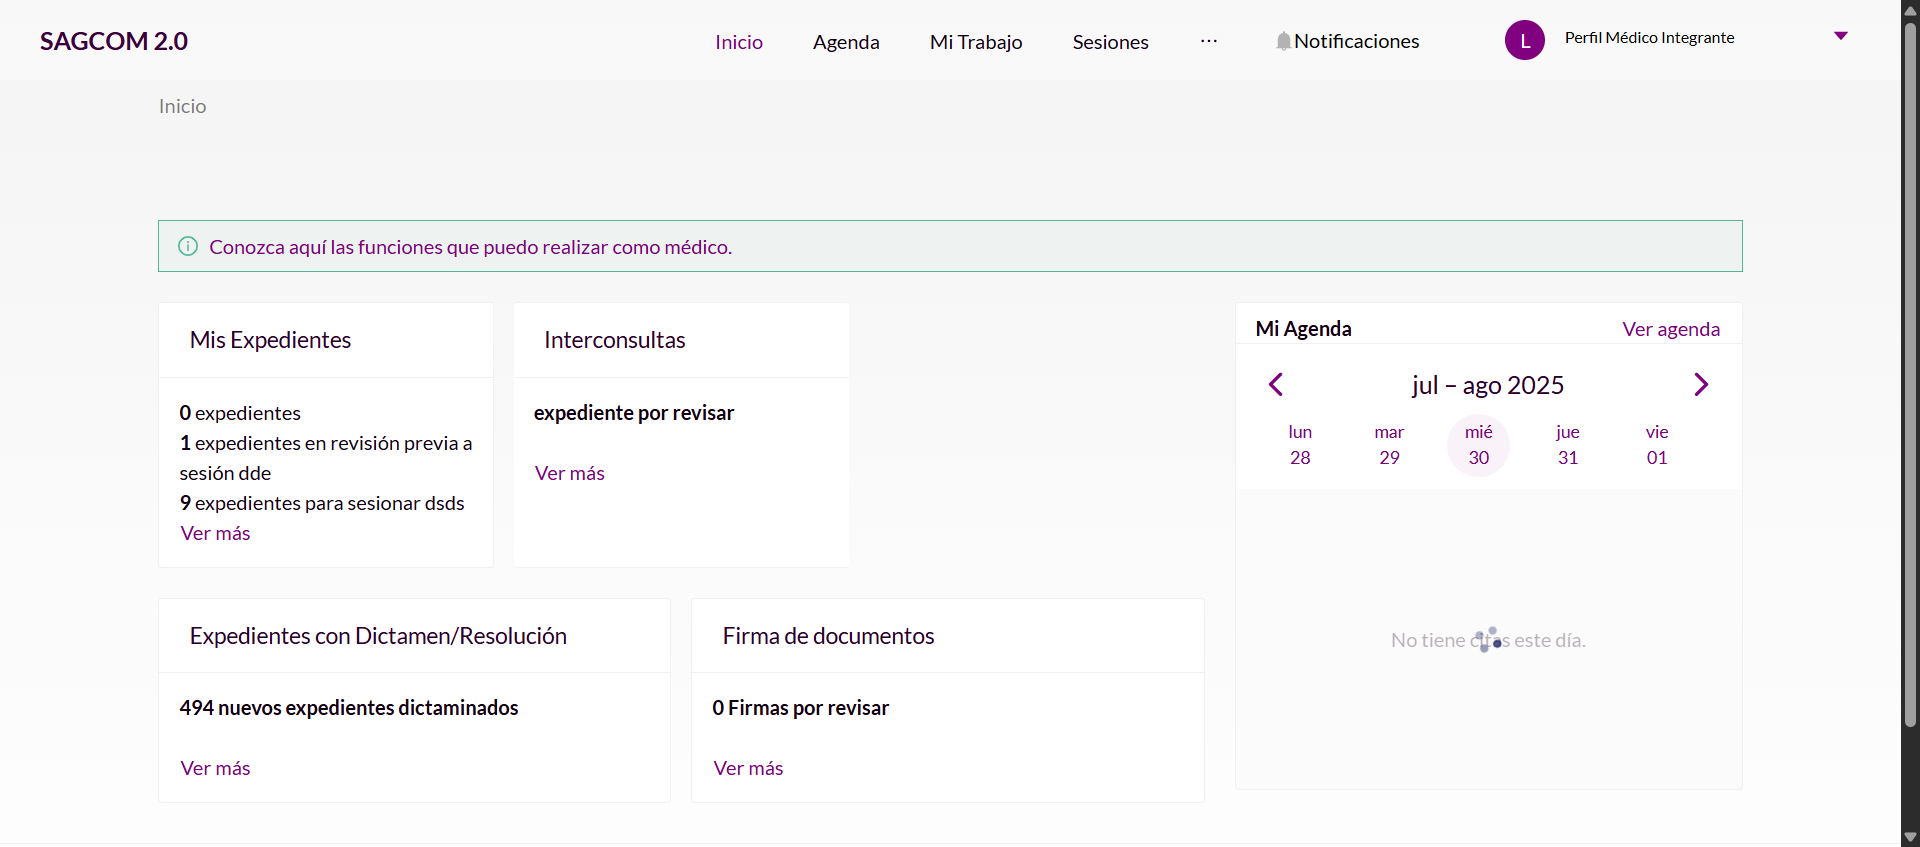 SAGCOM 2.0
Inicio
Agenda
Mi Trabajo
Sesiones
...
Notificaciones
L
Perfil Médico Integrante
Inicio
Conozca aquí las funciones que puedo realizar como médico.
Mis Expedientes
0 expedientes
1 expedientes en revisión previa a
sesión dde
9 expedientes para sesionar dsds
Ver más
Interconsultas
expediente por revisar
Ver más
Expedientes con Dictamen/Resolución
494 nuevos expedientes dictaminados
Ver más
Firma de documentos
0 Firmas por revisar
Ver más
Mi Agenda
Ver agenda
jul – ago 2025
lun mar mié jue vie
28 29 30 31 01
No tiene citas este día.